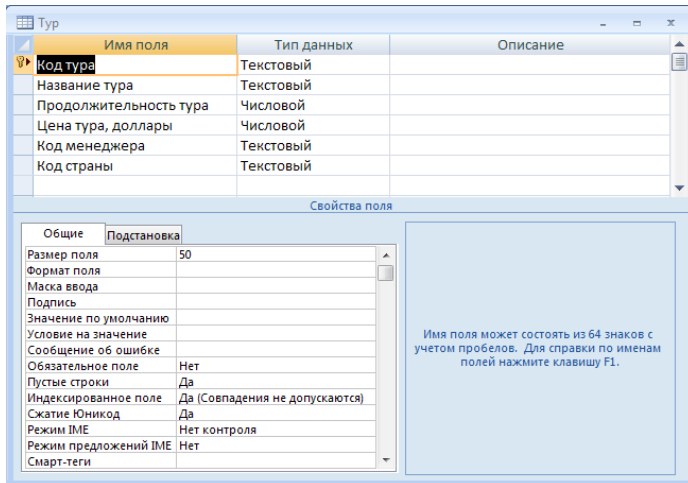 Тур
Имя поля Тип данных Описание
Код тура Текстовый
Название тура Текстовый
Продолжительность тура Числовой
Цена тура, доллары Числовой
Код менеджера Текстовый
Код страны Текстовый
Свойства поля
Общие Подстановка
Размер поля 50
Формат поля
Маска ввода
Подпись
Значение по умолчанию
Условие на значение
Сообщение об ошибке
Обязательное поле Нет
Пустые строки Да
Индексированное поле Да (Совпадения не допускаются)
Сжатие Юникод Да
Режим IME Нет контроля
Режим предложений IME Нет
Смарт-теги
Имя поля может состоять из 64 знаков с
учетом пробелов. Для справки по именам
полей нажмите клавишу F1.